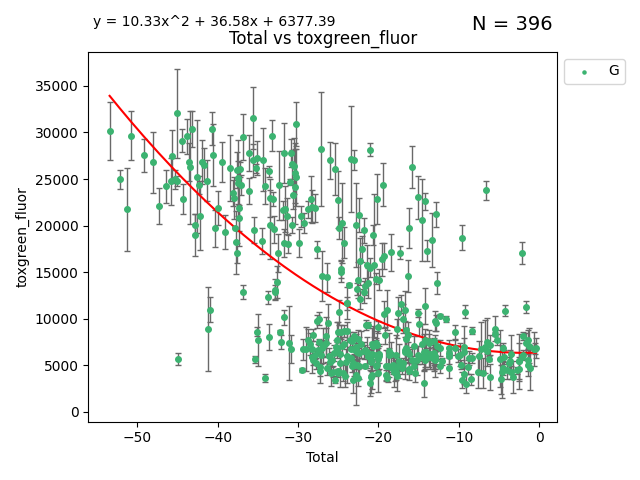 y = 10.33x^2 + 36.58x + 6377.39
N = 396
Total vs toxgreen_fluor
G
toxgreen_fluor
35000
30000
25000
20000
15000
10000
5000
0
−50
−40
−30
−20
−10
0
Total